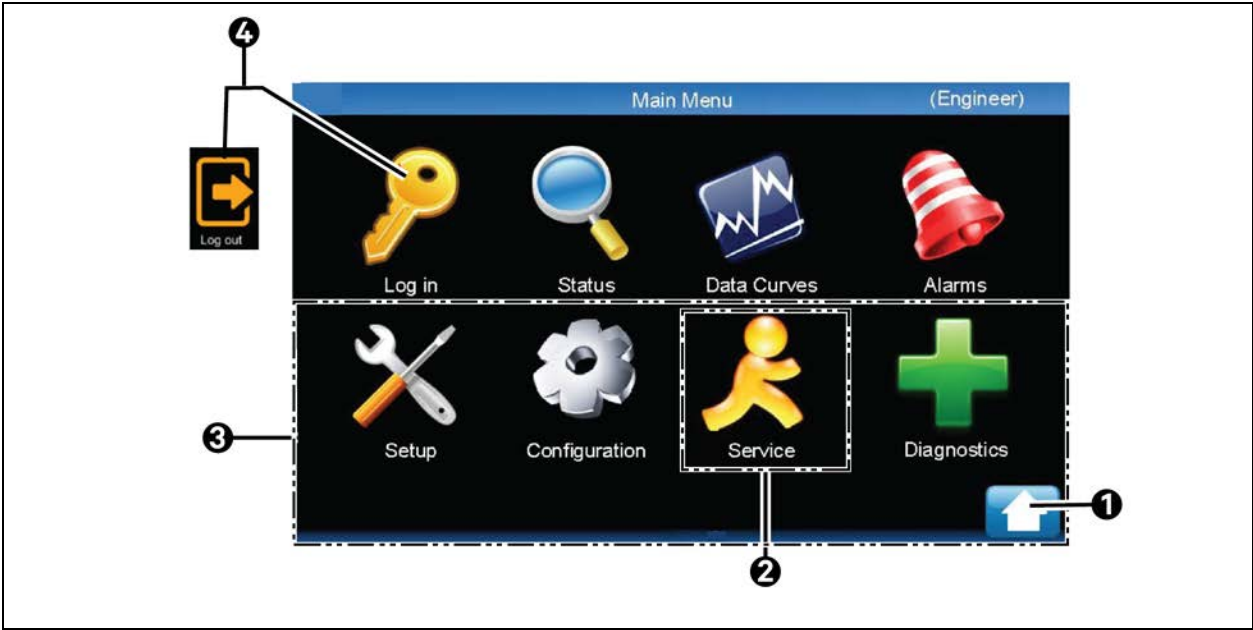 4
Main Menu (Engineer)
Log out
Log in Status Data Curves Alarms
3
Setup Configuration Service Diagnostics
1
2